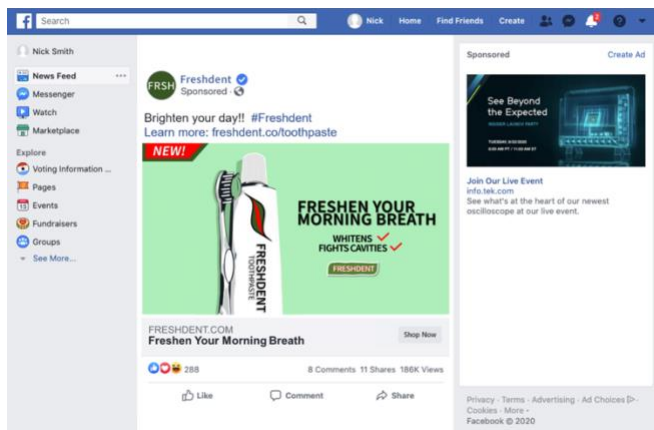 Search
Nick
Home
Find Friends
Create
2
Nick Smith
News Feed
Messenger
Watch
Marketplace
Explore
Voting Information ...
Pages
Events
Fundraisers
Groups
See More...
FRSH
Freshdent
Sponsored
Brighten your day!! #Freshdent
Learn more: freshdent.co/toothpaste
NEW!
FRESHDENT
TOOTHPASTE
FRESHEN YOUR
MORNING BREATH
WHITENS
FIGHTS CAVITIES
FRESHDENT
FRESHDENT.COM
Freshen Your Morning Breath
Shop Now
288
8 Comments 11 Shares 186K Views
Like
Comment
Share
Sponsored
Create Ad
See Beyond
the Expected
Join Our Live Event
info.tek.com
See what's at the heart of our newest
oscilloscope at our live event.
Privacy · Terms · Advertising · Ad Choices ·
Cookies · More ·
Facebook © 2020